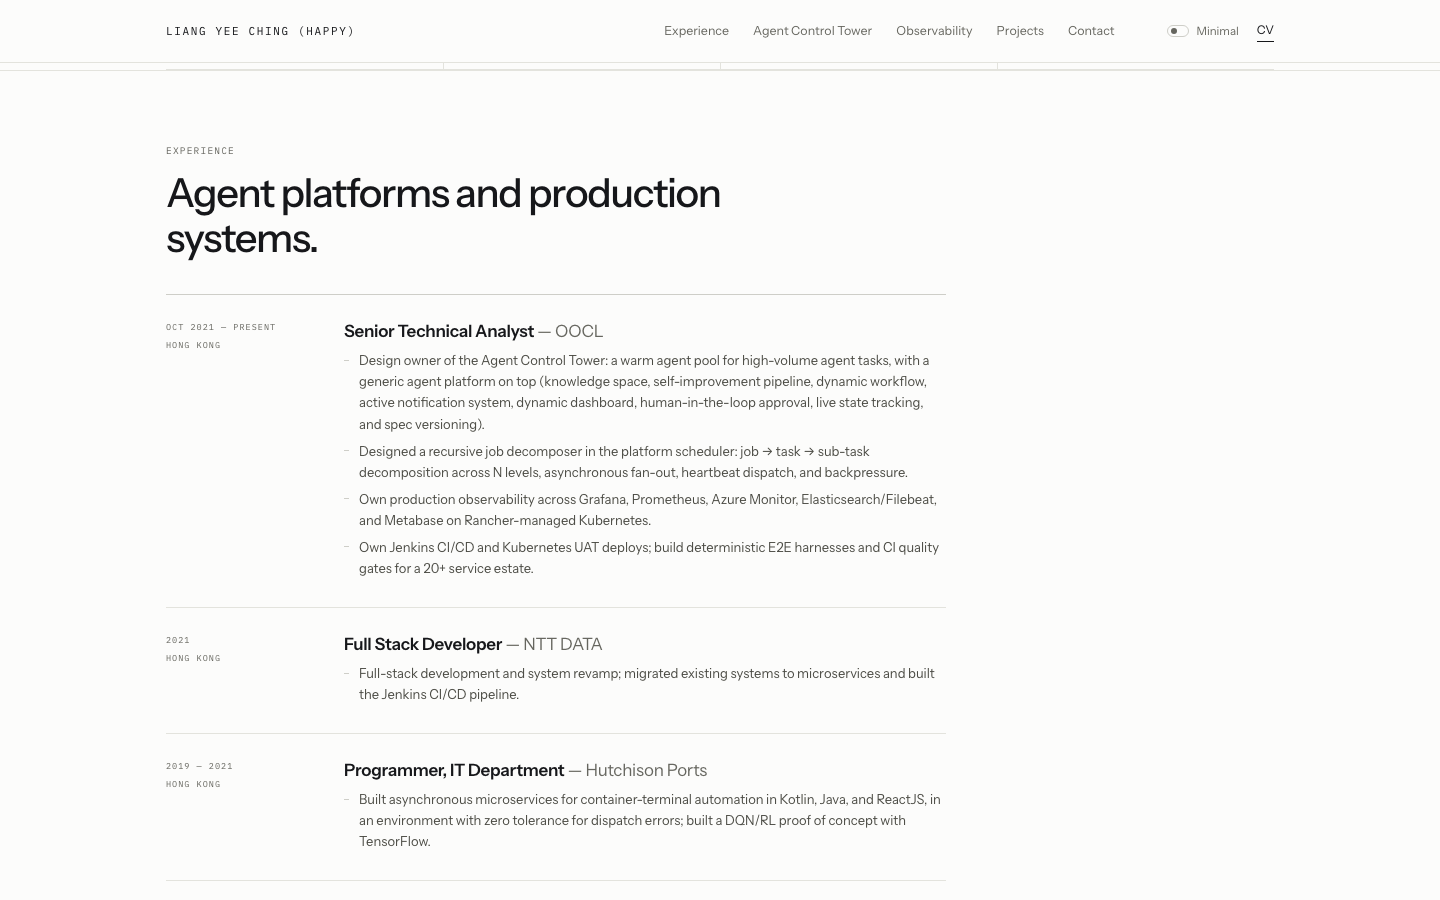 LIANG YEE CHING (HAPPY)
Experience
Agent Control Tower
Observability
Projects
Contact
Minimal
CV
EXPERIENCE
Agent platforms and production
systems.
OCT 2021 — PRESENT
HONG KONG
Senior Technical Analyst — OOCL
– Design owner of the Agent Control Tower: a warm agent pool for high-volume agent tasks, with a
generic agent platform on top (knowledge space, self-improvement pipeline, dynamic workflow,
active notification system, dynamic dashboard, human-in-the-loop approval, live state tracking,
and spec versioning).
– Designed a recursive job decomposer in the platform scheduler: job → task → sub-task
decomposition across N levels, asynchronous fan-out, heartbeat dispatch, and backpressure.
– Own production observability across Grafana, Prometheus, Azure Monitor, Elasticsearch/Filebeat,
and Metabase on Rancher-managed Kubernetes.
– Own Jenkins CI/CD and Kubernetes UAT deploys; build deterministic E2E harnesses and CI quality
gates for a 20+ service estate.
2021
HONG KONG
Full Stack Developer — NTT DATA
– Full-stack development and system revamp; migrated existing systems to microservices and built
the Jenkins CI/CD pipeline.
2019 — 2021
HONG KONG
Programmer, IT Department — Hutchison Ports
– Built asynchronous microservices for container-terminal automation in Kotlin, Java, and ReactJS, in
an environment with zero tolerance for dispatch errors; built a DQN/RL proof of concept with
TensorFlow.